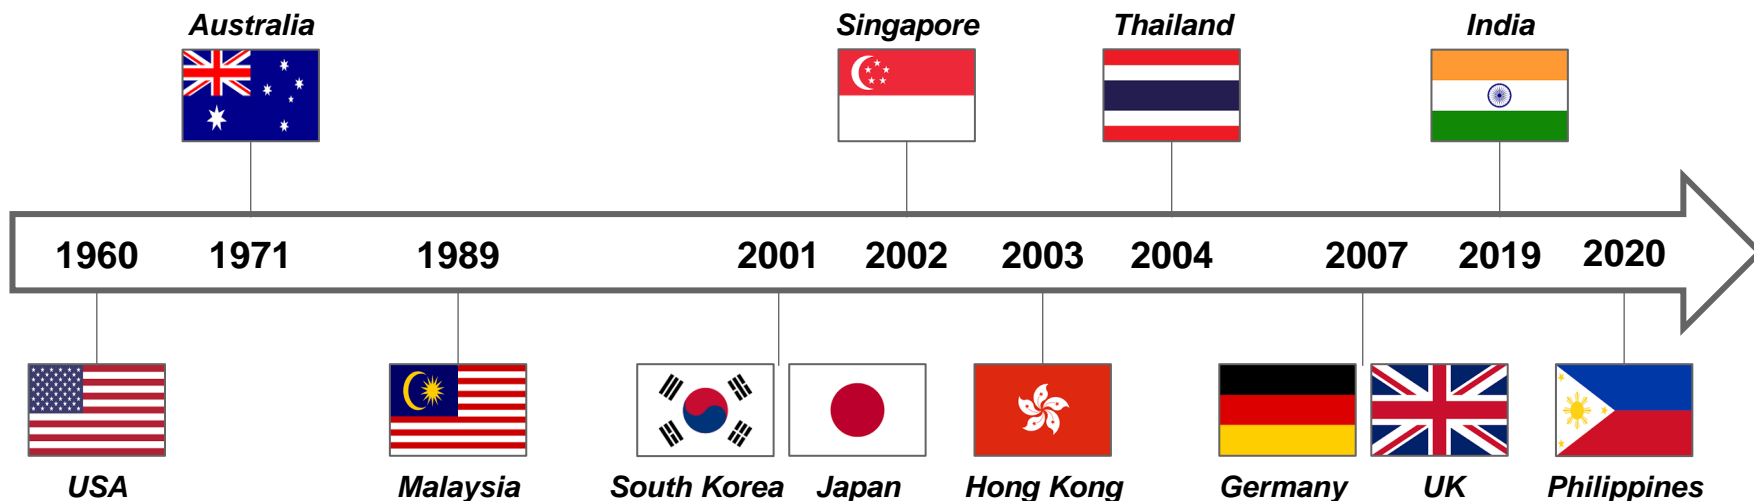 Australia
Singapore
Thailand
India
1960
1971
1989
2001
2002
2003
2004
2007
2019
2020
USA
Malaysia
South Korea
Japan
Hong Kong
Germany
UK
Philippines